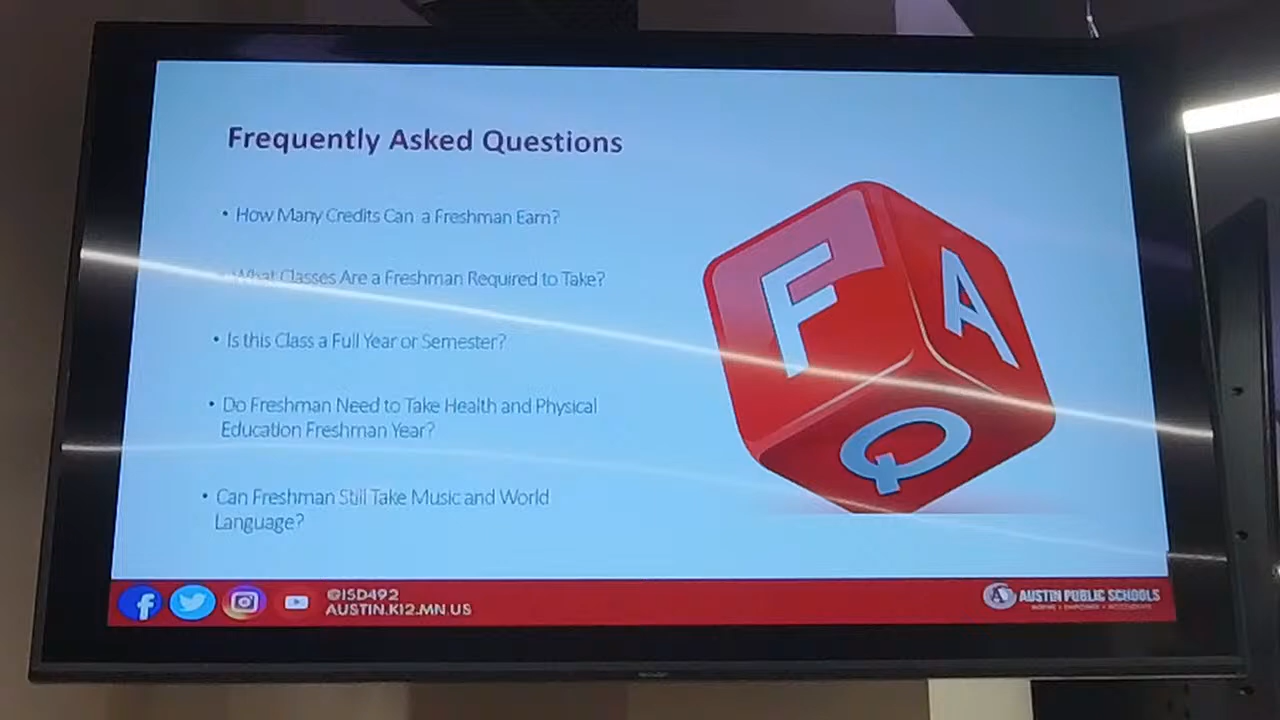 Frequently Asked Questions
• How Many Credits Can a Freshman Earn?
What Classes Are a Freshman Required to Take?
• Is this Class a Full Year or Semester?
• Do Freshman Need to Take Health and Physical
Education Freshman Year?
• Can Freshman Still Take Music and World
Language?
F
A
Q
@ISD492
AUSTIN.K12.MN.US
AUSTIN PUBLIC SCHOOLS